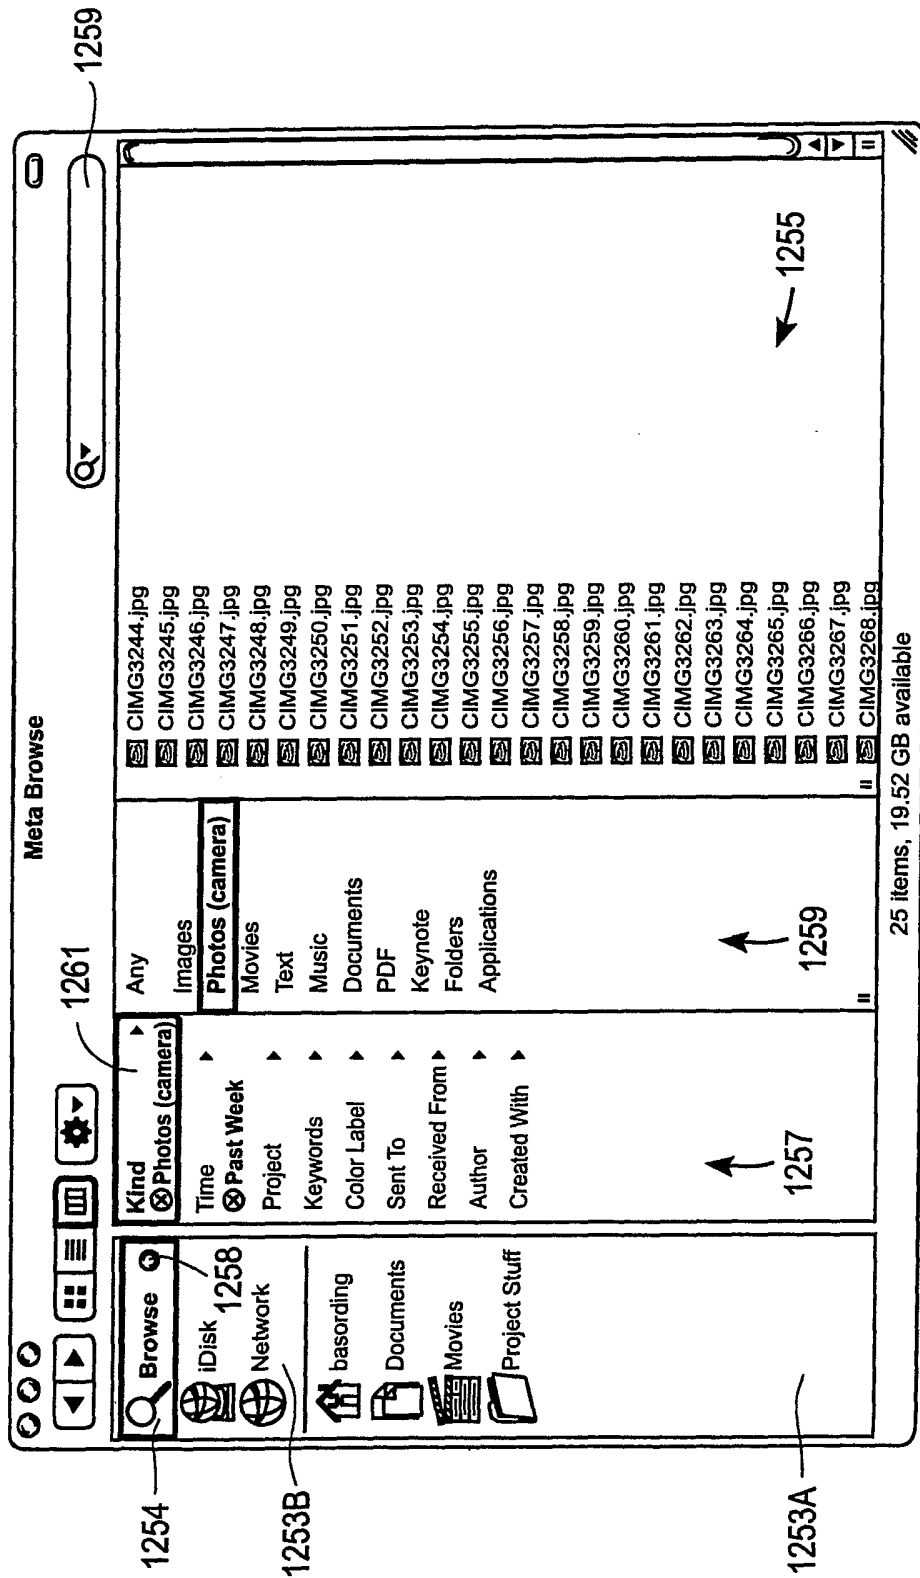 Meta Browse
1261
1259
1254
Browse
1258
iDisk
Network
1253B
basording
Documents
Movies
Project Stuff
1253A
Kind
Photos (camera)
Time
Past Week
Project
Keywords
Color Label
Sent To
Received From
Author
Created With
1257
Any
Images
Photos (camera)
Movies
Text
Music
Documents
PDF
Keynote
Folders
Applications
1259
CIMG3244.jpg
CIMG3245.jpg
CIMG3246.jpg
CIMG3247.jpg
CIMG3248.jpg
CIMG3249.jpg
CIMG3250.jpg
CIMG3251.jpg
CIMG3252.jpg
CIMG3253.jpg
CIMG3254.jpg
CIMG3255.jpg
CIMG3256.jpg
CIMG3257.jpg
CIMG3258.jpg
CIMG3259.jpg
CIMG3260.jpg
CIMG3261.jpg
CIMG3262.jpg
CIMG3263.jpg
CIMG3264.jpg
CIMG3265.jpg
CIMG3266.jpg
CIMG3267.jpg
CIMG3268.jpg
1255
25 items, 19.52 GB available